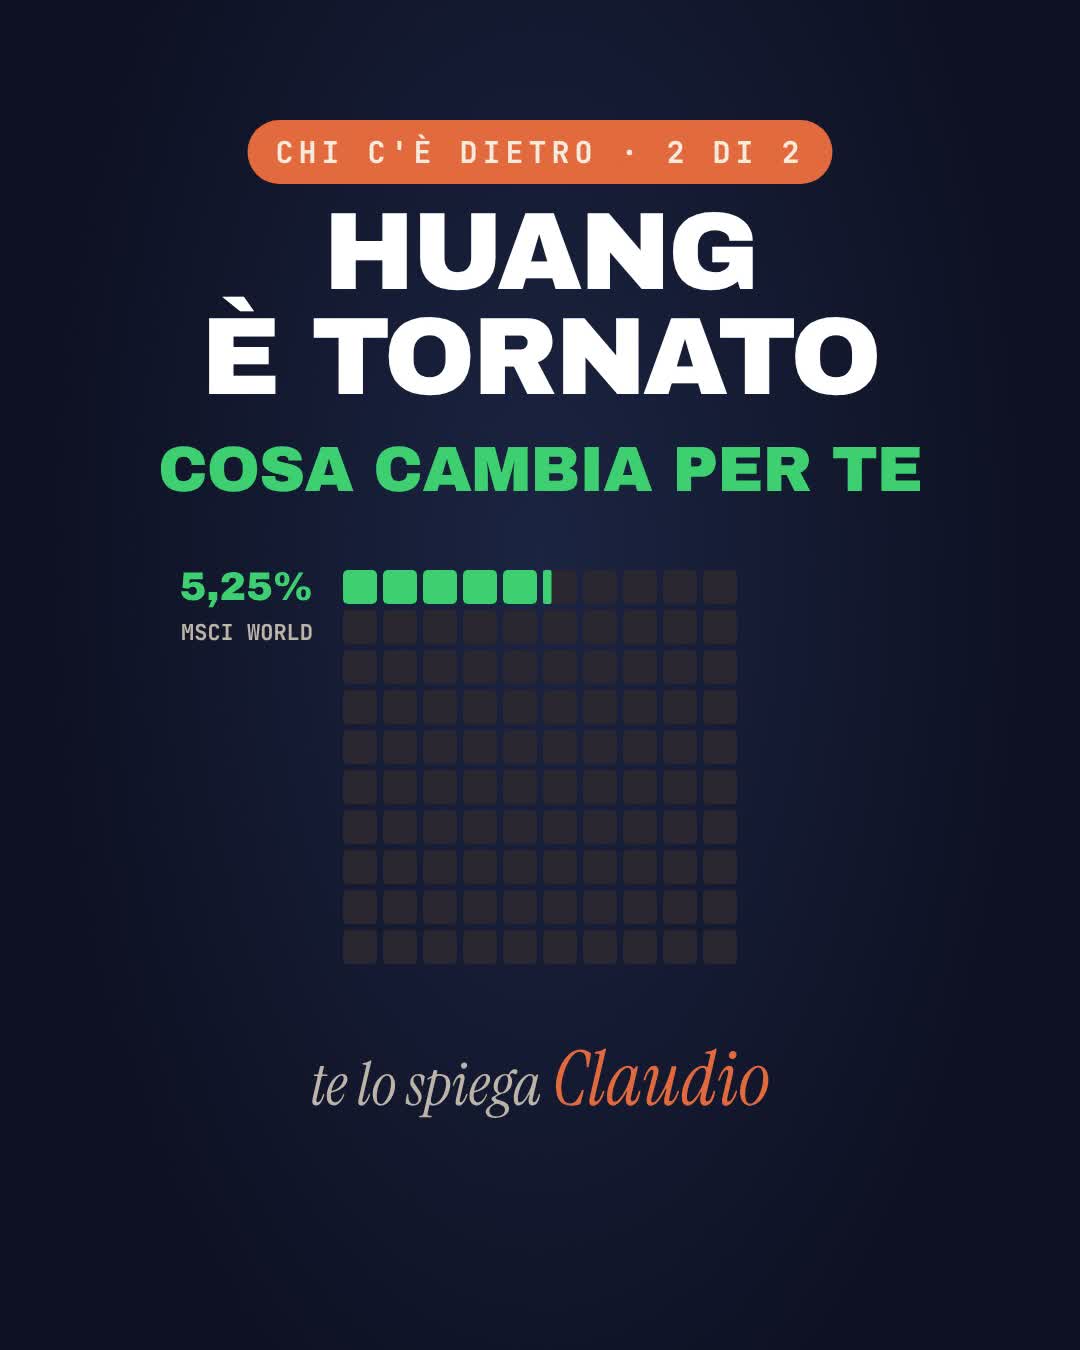 CHI C'È DIETRO · 2 DI 2
HUANG
È TORNATO
COSA CAMBIA PER TE
5,25%
MSCI WORLD
te lo spiega Claudio